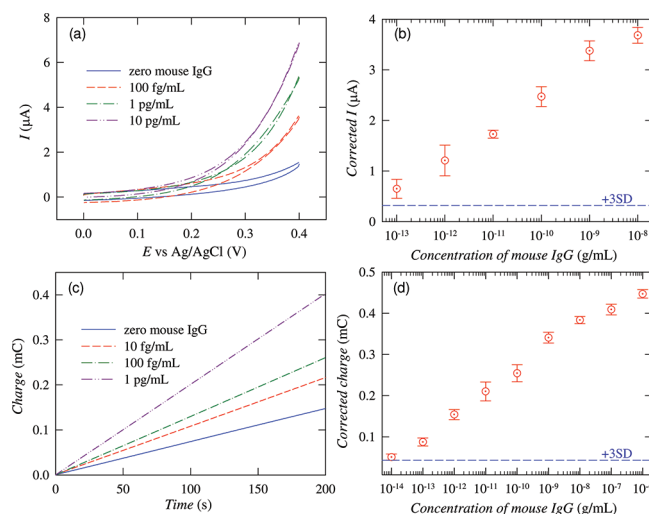 (a)
zero mouse IgG
100 fg/mL
1 pg/mL
10 pg/mL
I (μA)
8
6
4
2
0
0.0 0.1 0.2 0.3 0.4
E vs Ag/AgCl (V)
(b)
Corrected I (μA)
4
3
2
1
0
+3SD
10⁻¹³ 10⁻¹² 10⁻¹¹ 10⁻¹⁰ 10⁻⁹ 10⁻⁸
Concentration of mouse IgG (g/mL)
(c)
zero mouse IgG
10 fg/mL
100 fg/mL
1 pg/mL
Charge (mC)
0.4
0.3
0.2
0.1
0.0
0 50 100 150 200
Time (s)
(d)
Corrected charge (mC)
0.5
0.4
0.3
0.2
0.1
+3SD
10⁻¹⁴ 10⁻¹³ 10⁻¹² 10⁻¹¹ 10⁻¹⁰ 10⁻⁹ 10⁻⁸ 10⁻⁷
Concentration of mouse IgG (g/mL)